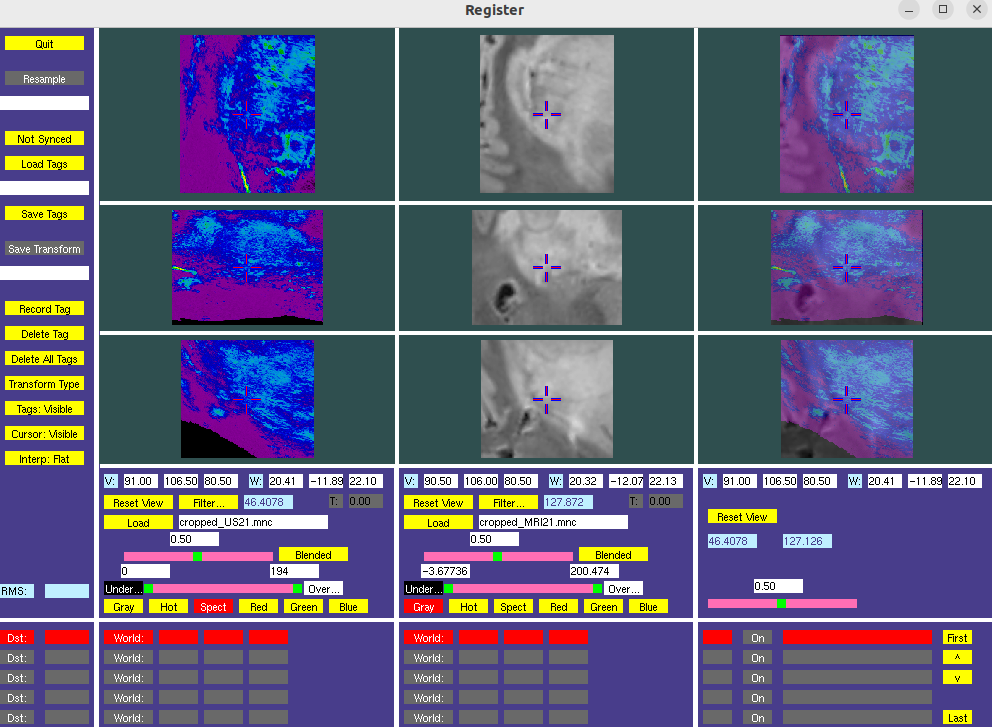 Register
Quit
Resample
Not Synced
Load Tags
Save Tags
Save Transform
Record Tag
Delete Tag
Delete All Tags
Transform Type
Tags: Visible
Cursor: Visible
Interp: Flat
RMS:
V: 91.00 106.50 80.50 W: 20.41 -11.89 22.10
Reset View Filter... 46.4078 T: 0.00
Load cropped_US21.mnc
0.50
Blended
0 194
Under... Over...
Gray Hot Spect Red Green Blue
V: 90.50 106.00 80.50 W: 20.32 -12.07 22.13
Reset View Filter... 127.872 T: 0.00
Load cropped_MRI21.mnc
0.50
Blended
-3.67736 200.474
Under... Over...
Gray Hot Spect Red Green Blue
V: 91.00 106.50 80.50 W: 20.41 -11.89 22.10
Reset View
46.4078 127.126
0.50
Dst: World: World: On First
Dst: World: World: On ^
Dst: World: World: On v
Dst: World: World: On
Dst: World: World: On Last